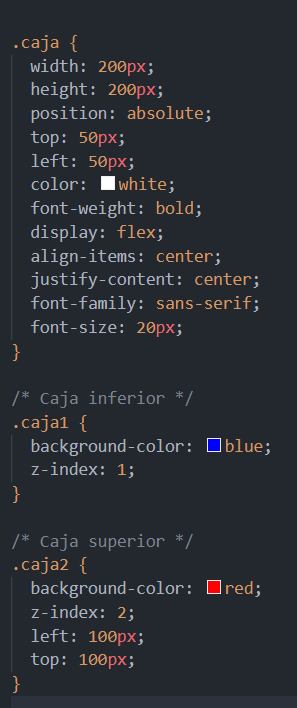 .caja {
  width: 200px;
  height: 200px;
  position: absolute;
  top: 50px;
  left: 50px;
  color: white;
  font-weight: bold;
  display: flex;
  align-items: center;
  justify-content: center;
  font-family: sans-serif;
  font-size: 20px;
}

/* Caja inferior */
.caja1 {
  background-color: blue;
  z-index: 1;
}

/* Caja superior */
.caja2 {
  background-color: red;
  z-index: 2;
  left: 100px;
  top: 100px;
}